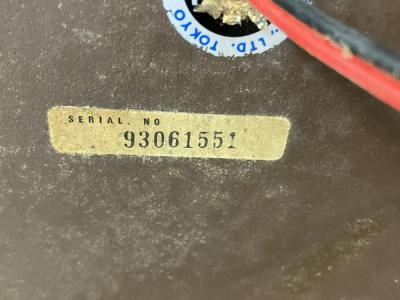 LTD. TOKYO
SERIAL. NO
93061551